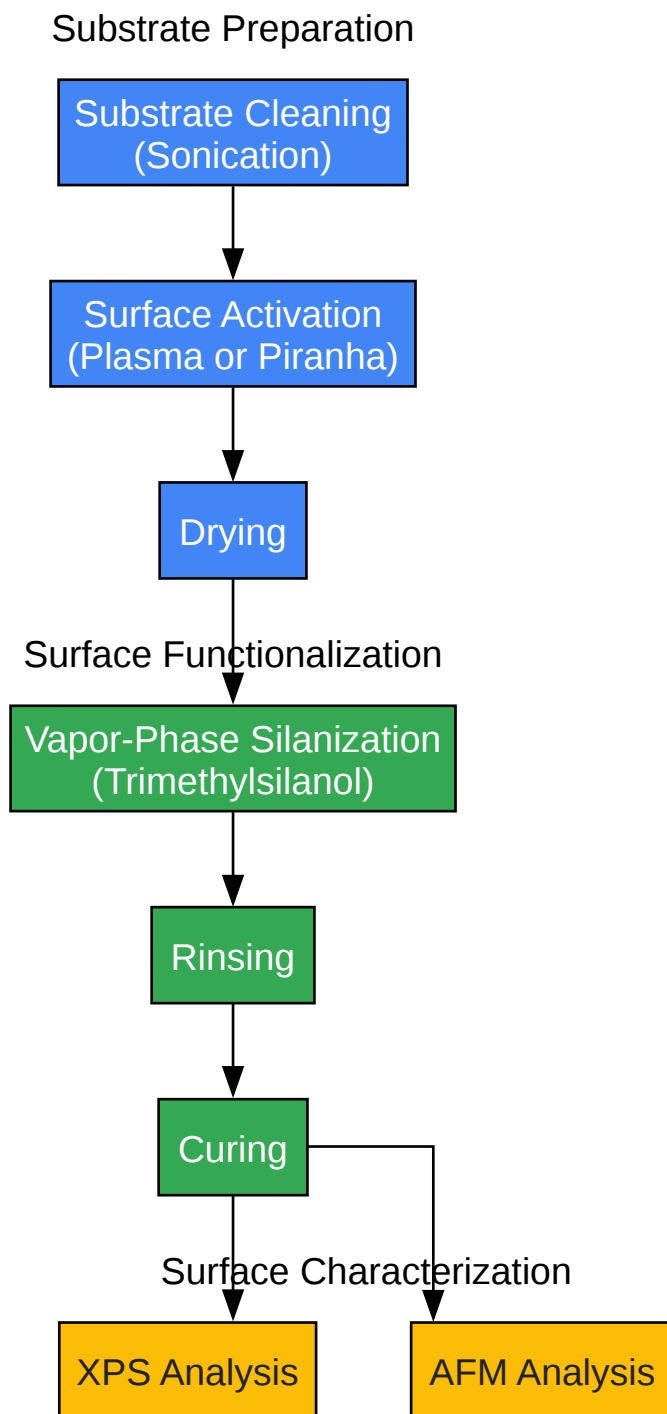 Substrate Preparation
Substrate Cleaning
(Sonication)
Surface Activation
(Plasma or Piranha)
Drying
Surface Functionalization
Vapor-Phase Silanization
(Trimethylsilanol)
Rinsing
Curing
Surface Characterization
XPS Analysis
AFM Analysis